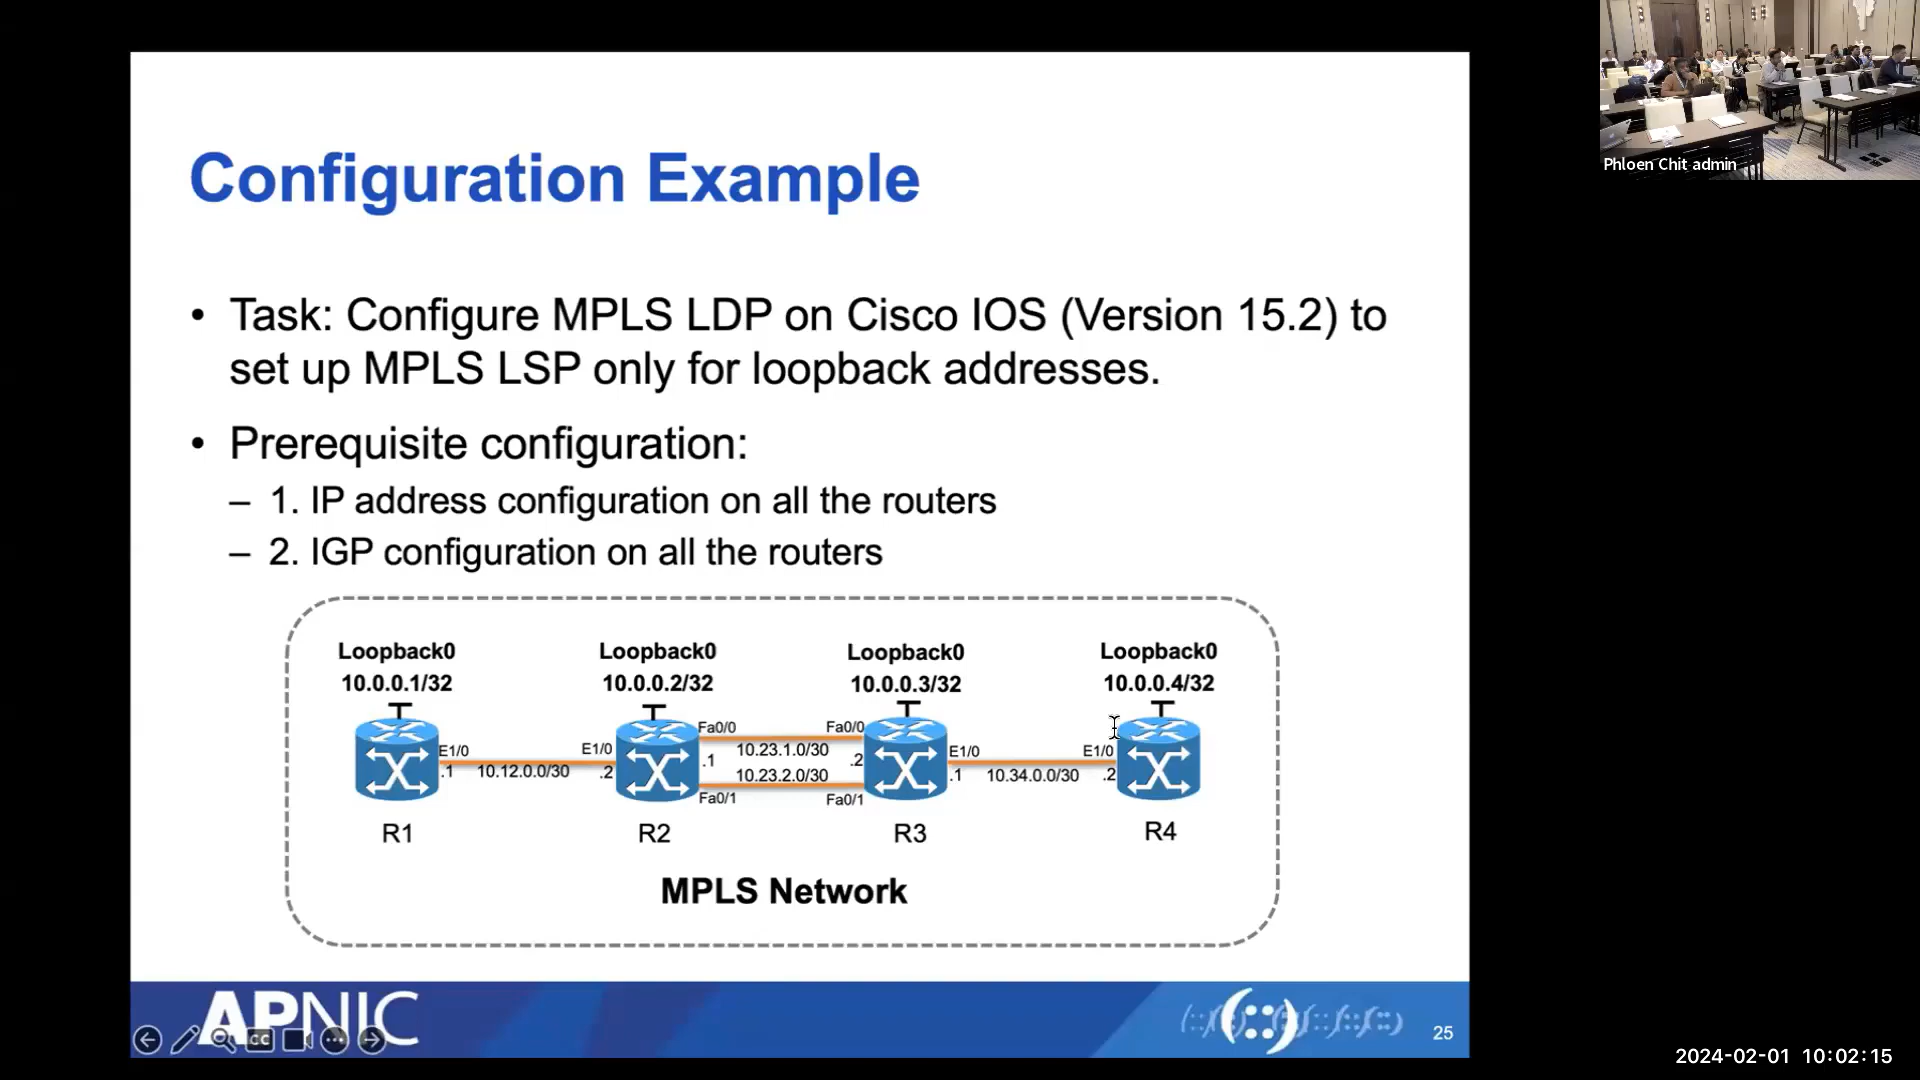 Configuration Example
• Task: Configure MPLS LDP on Cisco IOS (Version 15.2) to
set up MPLS LSP only for loopback addresses.
• Prerequisite configuration:
– 1. IP address configuration on all the routers
– 2. IGP configuration on all the routers
Loopback0 Loopback0 Loopback0 Loopback0
10.0.0.1/32 10.0.0.2/32 10.0.0.3/32 10.0.0.4/32
Fa0/0 Fa0/0
E1/0 E1/0 10.23.1.0/30 E1/0 E1/0
.1 10.12.0.0/30 .2 .1 10.23.2.0/30 .2 .1 10.34.0.0/30 .2
Fa0/1 Fa0/1
R1 R2 R3 R4
MPLS Network
APNIC
CC
25
Phloen Chit admin
2024-02-01 10:02:15